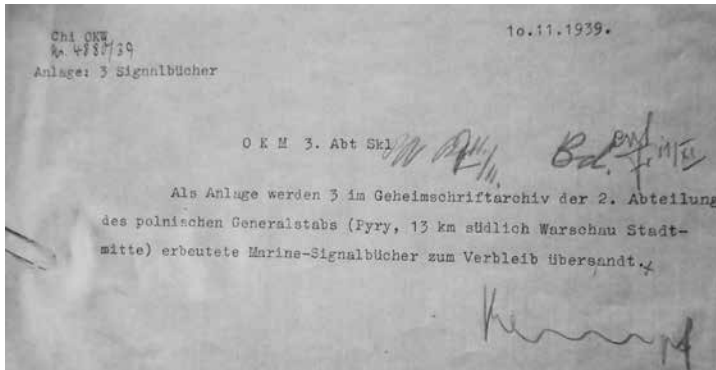 Chi OKW
10.11.1939.
Anlage: 3 Signalbücher
O K M 3. Abt Skl
Als Anlage werden 3 im Geheimschriftarchiv der 2. Abteilung
des polnischen Generalstabs (Pyry, 13 km südlich Warschau Stadt-
mitte) erbeutete Marine-Signalbücher zum Verbleib übersandt.